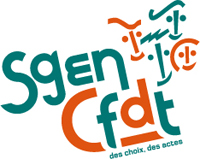 Sgen
Cfdt
des choix. des actes